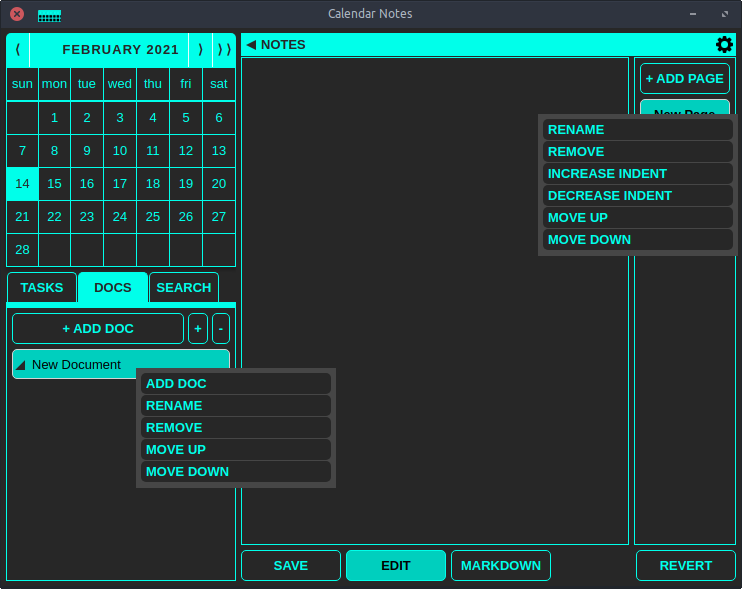 Calendar Notes
⟨ FEBRUARY 2021 ⟩ ⟩⟩
sun mon tue wed thu fri sat
1 2 3 4 5 6
7 8 9 10 11 12 13
14 15 16 17 18 19 20
21 22 23 24 25 26 27
28
TASKS DOCS SEARCH
+ ADD DOC + -
New Document
ADD DOC
RENAME
REMOVE
MOVE UP
MOVE DOWN
NOTES
+ ADD PAGE
New Page
RENAME
REMOVE
INCREASE INDENT
DECREASE INDENT
MOVE UP
MOVE DOWN
SAVE EDIT MARKDOWN REVERT